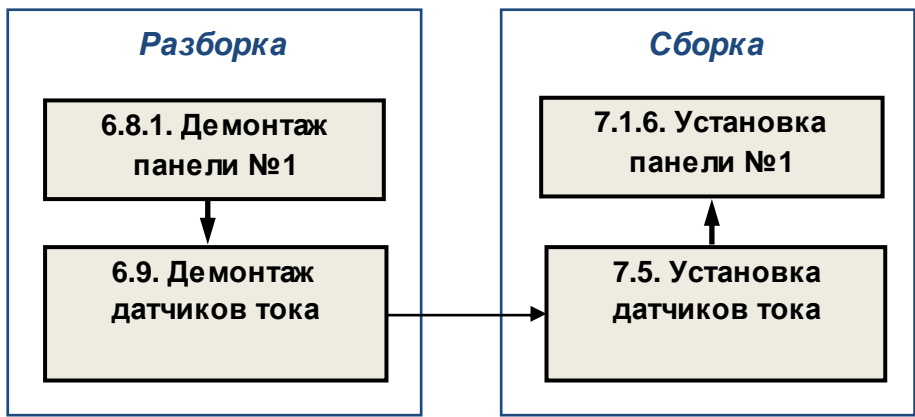 Разборка
6.8.1. Демонтаж
панели №1
6.9. Демонтаж
датчиков тока
Сборка
7.1.6. Установка
панели №1
7.5. Установка
датчиков тока